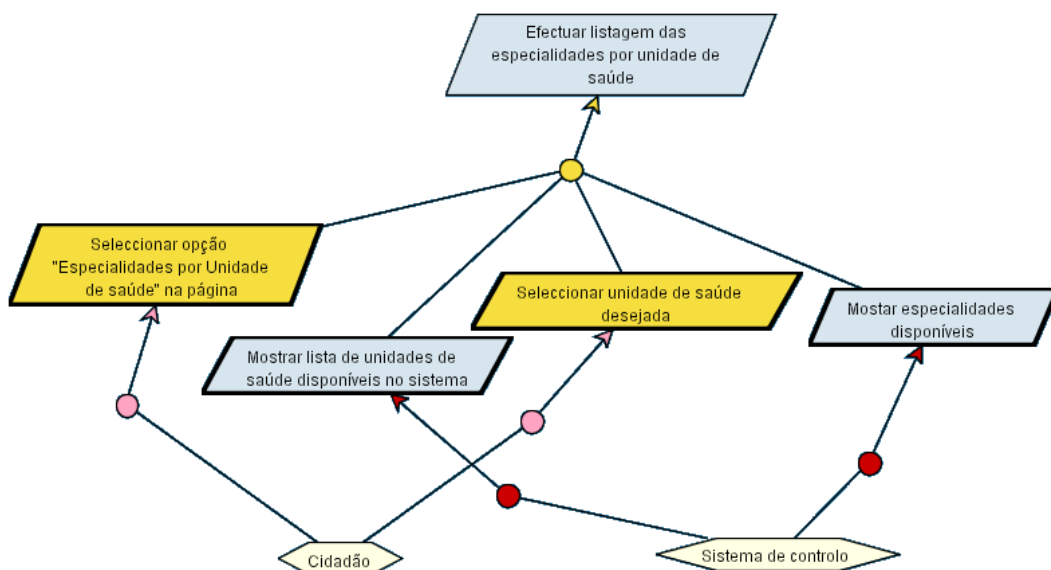 Efectuar listagem das
especialidades por unidade de
saúde
Seleccionar opção
"Especialidades por Unidade
de saúde" na página
Seleccionar unidade de saúde
desejada
Mostar especialidades
disponíveis
Mostrar lista de unidades de
saúde disponíveis no sistema
Cidadão
Sistema de controlo